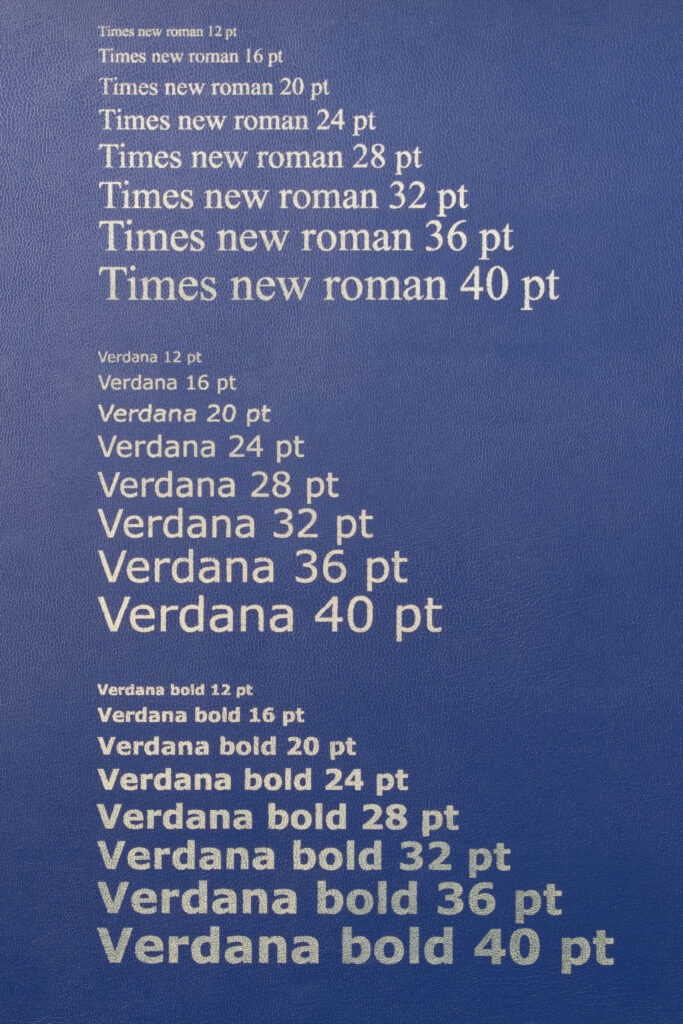 Times new roman 12 pt
Times new roman 16 pt
Times new roman 20 pt
Times new roman 24 pt
Times new roman 28 pt
Times new roman 32 pt
Times new roman 36 pt
Times new roman 40 pt
Verdana 12 pt
Verdana 16 pt
Verdana 20 pt
Verdana 24 pt
Verdana 28 pt
Verdana 32 pt
Verdana 36 pt
Verdana 40 pt
Verdana bold 12 pt
Verdana bold 16 pt
Verdana bold 20 pt
Verdana bold 24 pt
Verdana bold 28 pt
Verdana bold 32 pt
Verdana bold 36 pt
Verdana bold 40 pt